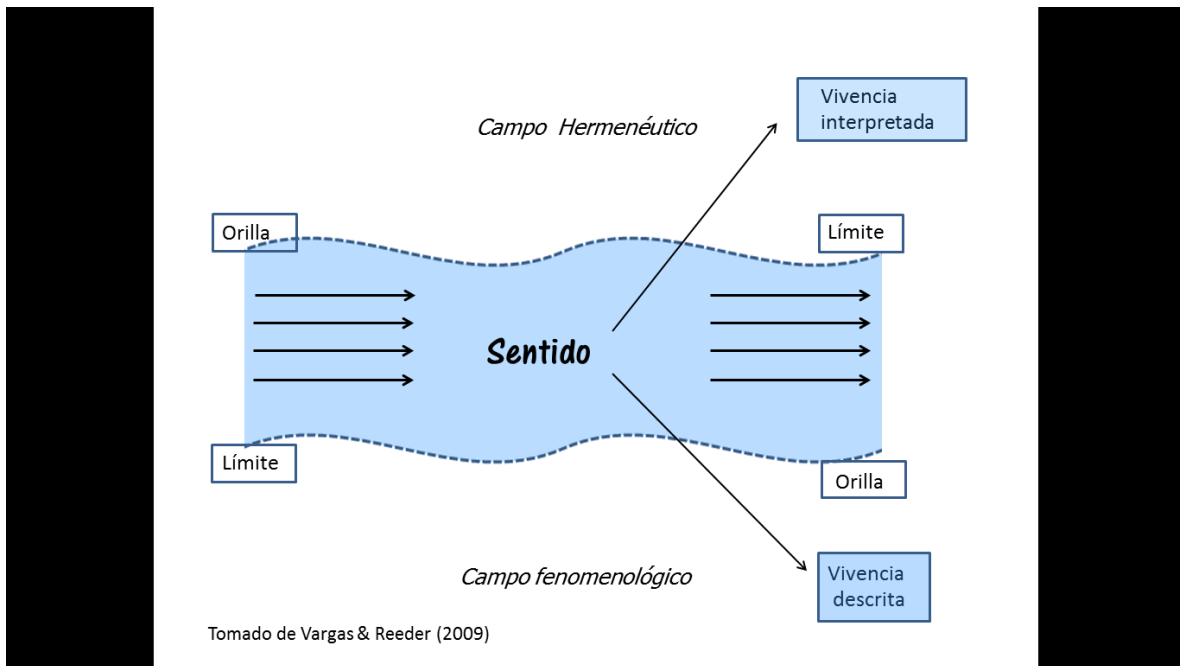 Vivencia
interpretada
Campo Hermenéutico
Orilla
Límite
Sentido
Límite
Orilla
Vivencia
descrita
Campo fenomenológico
Tomado de Vargas & Reeder (2009)